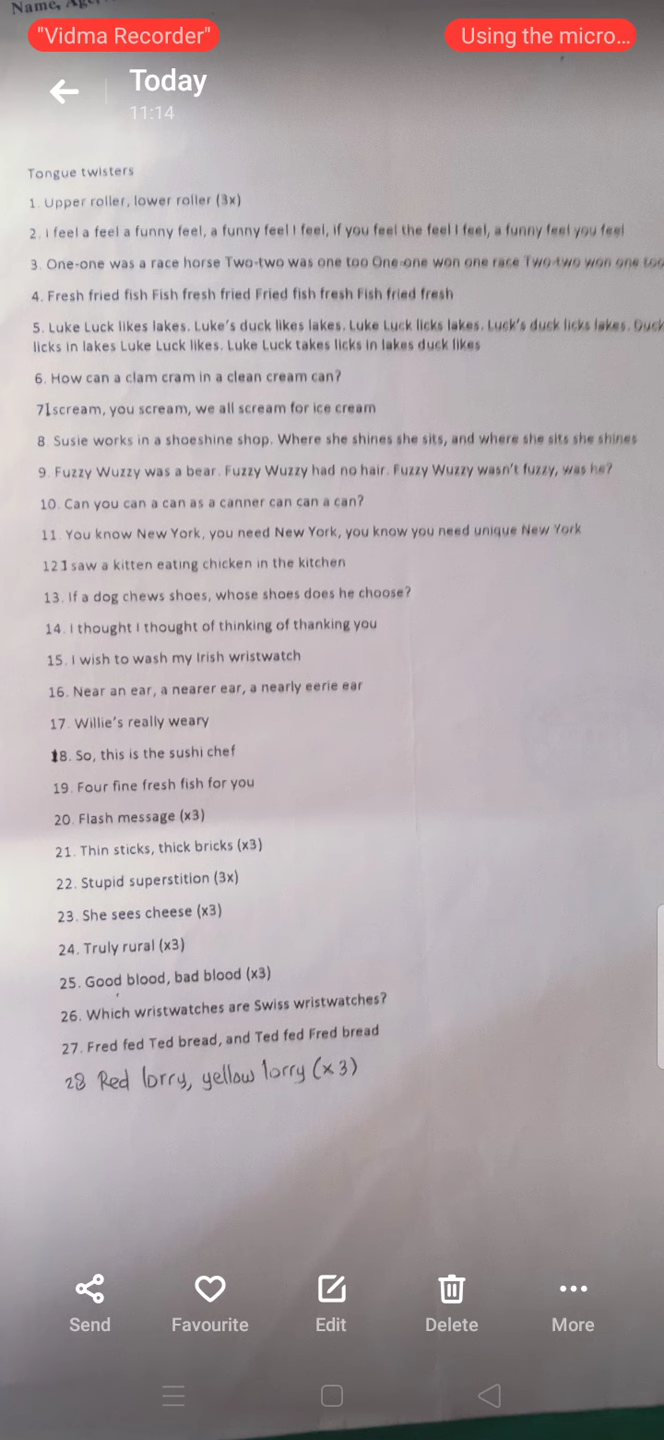 Name, Age,
"Vidma Recorder"
Using the micro...
Today
11:14
Tongue twisters
1. Upper roller, lower roller (3x)
2. I feel a feel a funny feel, a funny feel I feel, if you feel the feel I feel, a funny feel you feel
3. One-one was a race horse Two-two was one too One-one won one race Two-two won one too
4. Fresh fried fish Fish fresh fried Fried fish fresh Fish fried fresh
5. Luke Luck likes lakes. Luke's duck likes lakes. Luke Luck licks lakes. Luck's duck licks lakes. Duck
licks in lakes Luke Luck likes. Luke Luck takes licks in lakes duck likes
6. How can a clam cram in a clean cream can?
7 I scream, you scream, we all scream for ice cream
8. Susie works in a shoeshine shop. Where she shines she sits, and where she sits she shines
9. Fuzzy Wuzzy was a bear. Fuzzy Wuzzy had no hair. Fuzzy Wuzzy wasn't fuzzy, was he?
10. Can you can a can as a canner can can a can?
11. You know New York, you need New York, you know you need unique New York
12 I saw a kitten eating chicken in the kitchen
13. If a dog chews shoes, whose shoes does he choose?
14. I thought I thought of thinking of thanking you
15. I wish to wash my Irish wristwatch
16. Near an ear, a nearer ear, a nearly eerie ear
17. Willie's really weary
18. So, this is the sushi chef
19. Four fine fresh fish for you
20. Flash message (x3)
21. Thin sticks, thick bricks (x3)
22. Stupid superstition (3x)
23. She sees cheese (x3)
24. Truly rural (x3)
25. Good blood, bad blood (x3)
26. Which wristwatches are Swiss wristwatches?
27. Fred fed Ted bread, and Ted fed Fred bread
28 Red lorry, yellow lorry (x3)
Send
Favourite
Edit
Delete
More